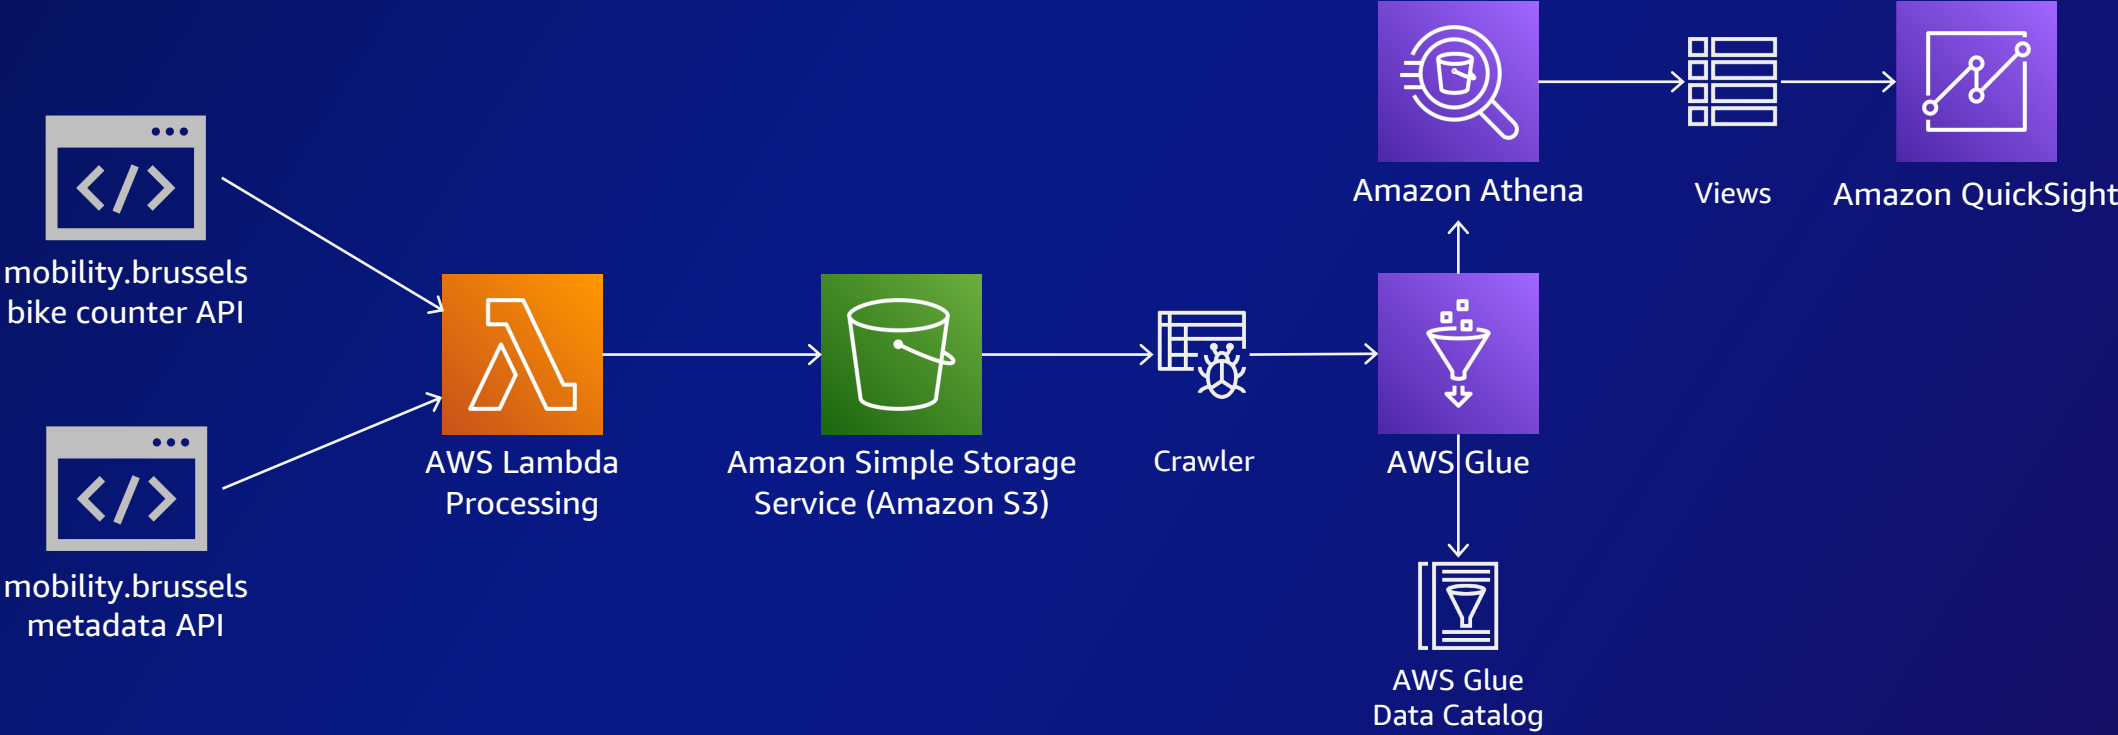 Amazon Athena
Views
Amazon QuickSight
mobility.brussels
bike counter API
AWS Lambda
Processing
Amazon Simple Storage
Service (Amazon S3)
Crawler
AWS Glue
mobility.brussels
metadata API
AWS Glue
Data Catalog